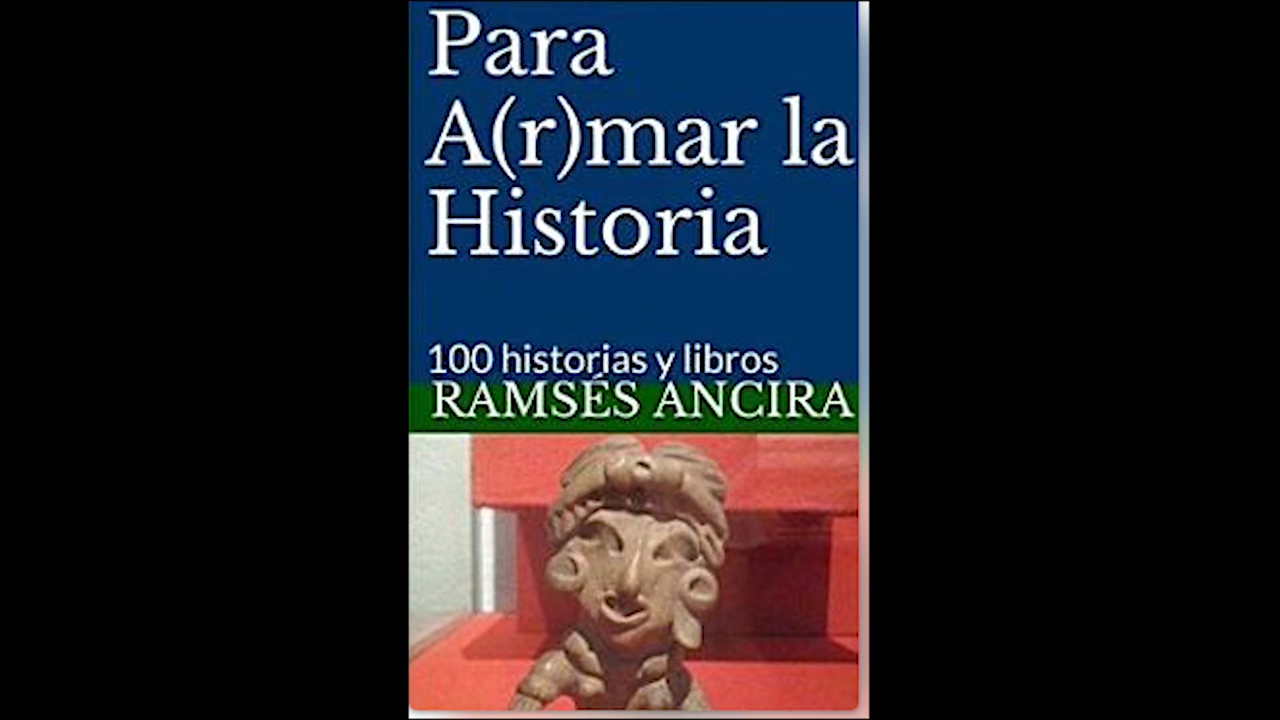 Para
A(r)mar la
Historia
100 historias y libros
RAMSÉS ANCIRA